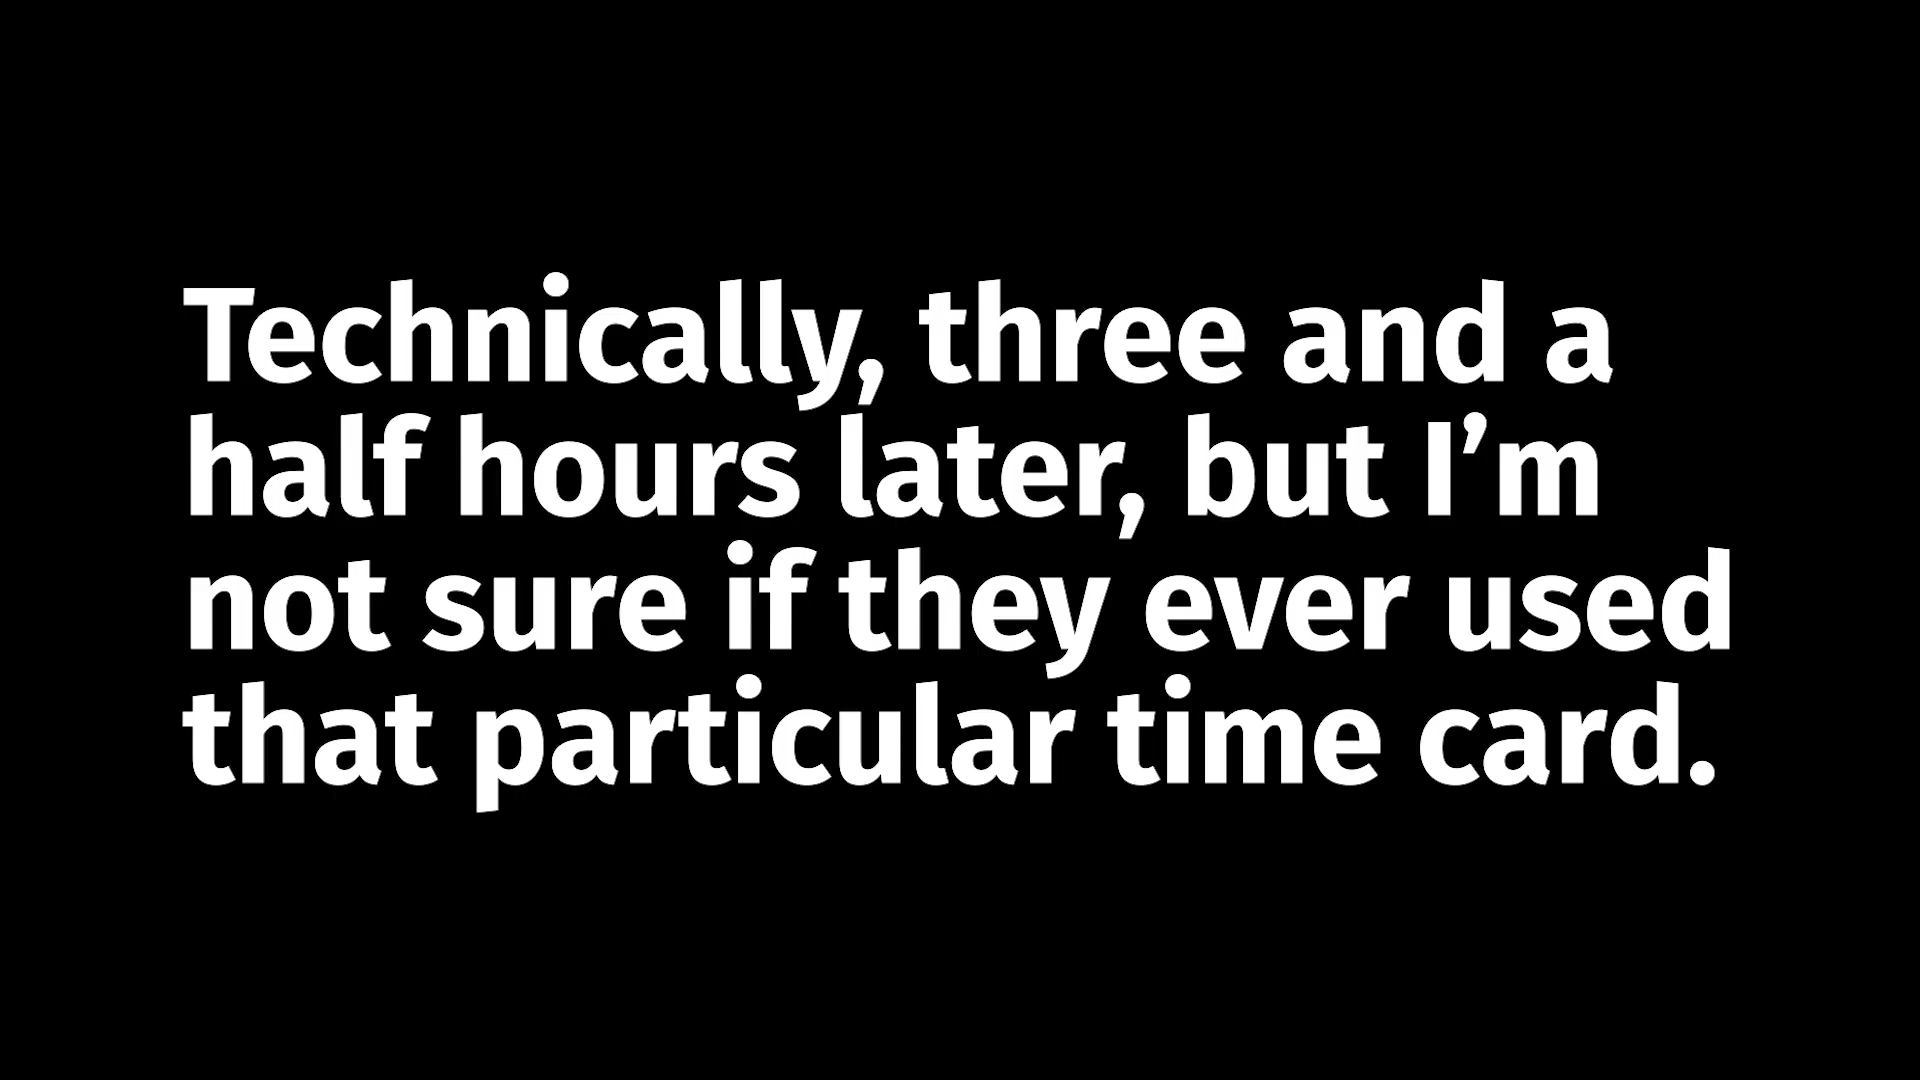 Technically, three and a
half hours later, but I’m
not sure if they ever used
that particular time card.